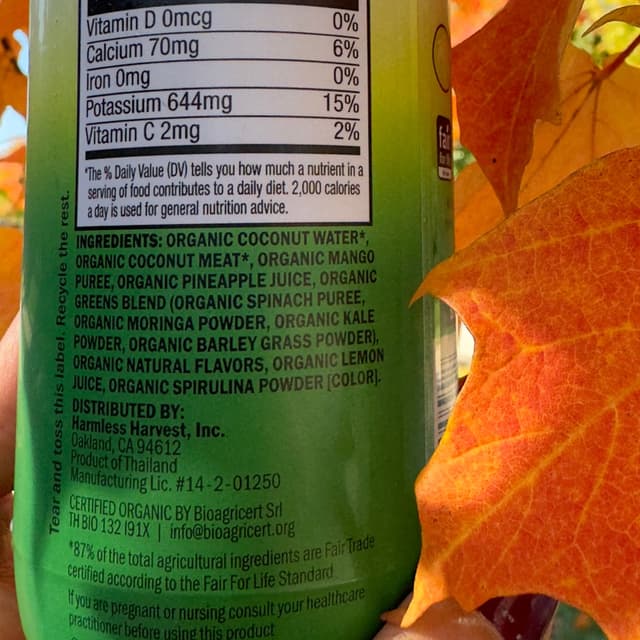 Vitamin D 0mcg 0%
Calcium 70mg 6%
Iron 0mg 0%
Potassium 644mg 15%
Vitamin C 2mg 2%
*The % Daily Value (DV) tells you how much a nutrient in a
serving of food contributes to a daily diet. 2,000 calories
a day is used for general nutrition advice.
INGREDIENTS: ORGANIC COCONUT WATER*,
ORGANIC COCONUT MEAT*, ORGANIC MANGO
PUREE, ORGANIC PINEAPPLE JUICE, ORGANIC
GREENS BLEND (ORGANIC SPINACH PUREE,
ORGANIC MORINGA POWDER, ORGANIC KALE
POWDER, ORGANIC BARLEY GRASS POWDER),
ORGANIC NATURAL FLAVORS, ORGANIC LEMON
JUICE, ORGANIC SPIRULINA POWDER [COLOR].
DISTRIBUTED BY:
Harmless Harvest, Inc.
Oakland, CA 94612
Product of Thailand
Manufacturing Lic. #14-2-01250
CERTIFIED ORGANIC BY Bioagricert Srl
TH BIO 132 I91X | info@bioagricert.org
*87% of the total agricultural ingredients are Fair Trade
certified according to the Fair For Life Standard
If you are pregnant or nursing consult your healthcare
practitioner before using this product
Tear and toss this label. Recycle the rest.
fai